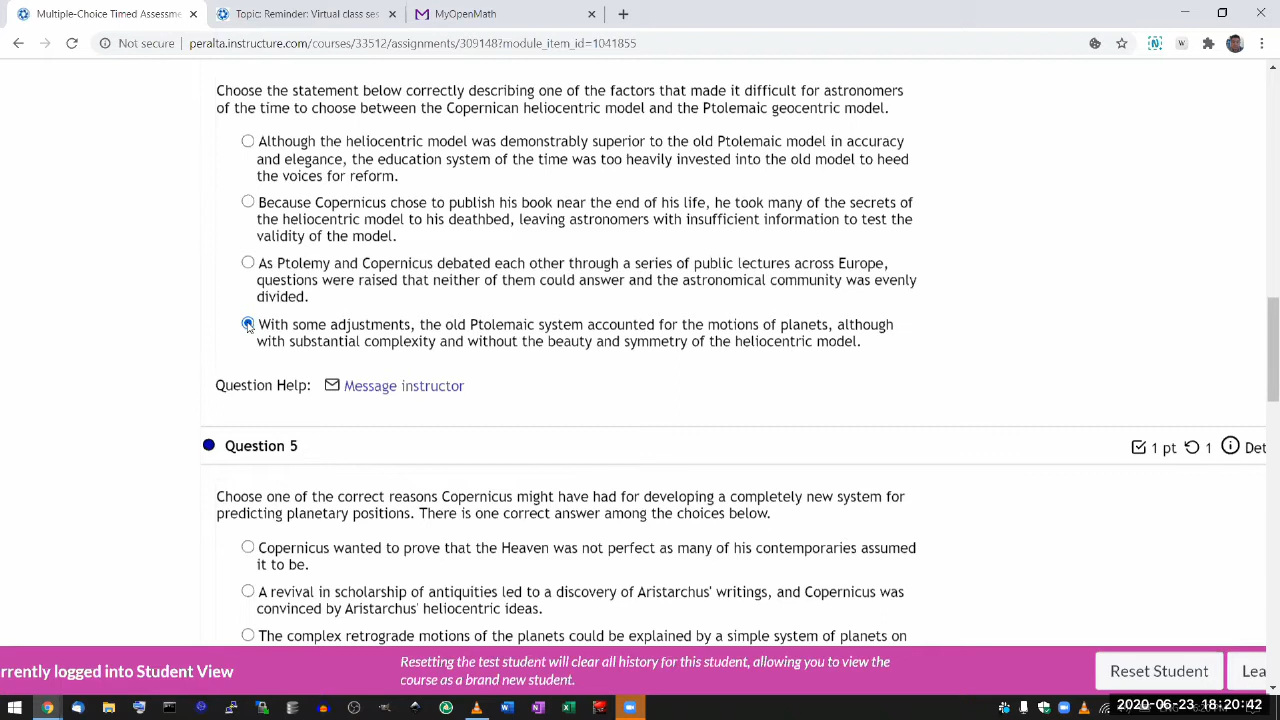 Multiple-Choice Timed Assessme
Topic Reminder: Virtual class ses
MyOpenMath
Not secure
peralta.instructure.com/courses/33512/assignments/309148?module_item_id=1041855
Choose the statement below correctly describing one of the factors that made it difficult for astronomers
of the time to choose between the Copernican heliocentric model and the Ptolemaic geocentric model.
Although the heliocentric model was demonstrably superior to the old Ptolemaic model in accuracy
and elegance, the education system of the time was too heavily invested into the old model to heed
the voices for reform.
Because Copernicus chose to publish his book near the end of his life, he took many of the secrets of
the heliocentric model to his deathbed, leaving astronomers with insufficient information to test the
validity of the model.
As Ptolemy and Copernicus debated each other through a series of public lectures across Europe,
questions were raised that neither of them could answer and the astronomical community was evenly
divided.
With some adjustments, the old Ptolemaic system accounted for the motions of planets, although
with substantial complexity and without the beauty and symmetry of the heliocentric model.
Question Help: Message instructor
Question 5
1 pt 1 Det
Choose one of the correct reasons Copernicus might have had for developing a completely new system for
predicting planetary positions. There is one correct answer among the choices below.
Copernicus wanted to prove that the Heaven was not perfect as many of his contemporaries assumed
it to be.
A revival in scholarship of antiquities led to a discovery of Aristarchus' writings, and Copernicus was
convinced by Aristarchus' heliocentric ideas.
The complex retrograde motions of the planets could be explained by a simple system of planets on
rrently logged into Student View
Resetting the test student will clear all history for this student, allowing you to view the
course as a brand new student.
Reset Student
Lea
2020-06-23 18:20:42